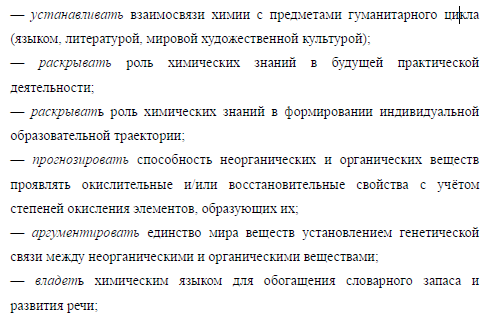 — устанавливать взаимосвязи химии с предметами гуманитарного цикла
(языком, литературой, мировой художественной культурой);
— раскрывать роль химических знаний в будущей практической
деятельности;
— раскрывать роль химических знаний в формировании индивидуальной
образовательной траектории;
— прогнозировать способность неорганических и органических веществ
проявлять окислительные и/или восстановительные свойства с учётом
степеней окисления элементов, образующих их;
— аргументировать единство мира веществ установлением генетической
связи между неорганическими и органическими веществами;
— владеть химическим языком для обогащения словарного запаса и
развития речи;